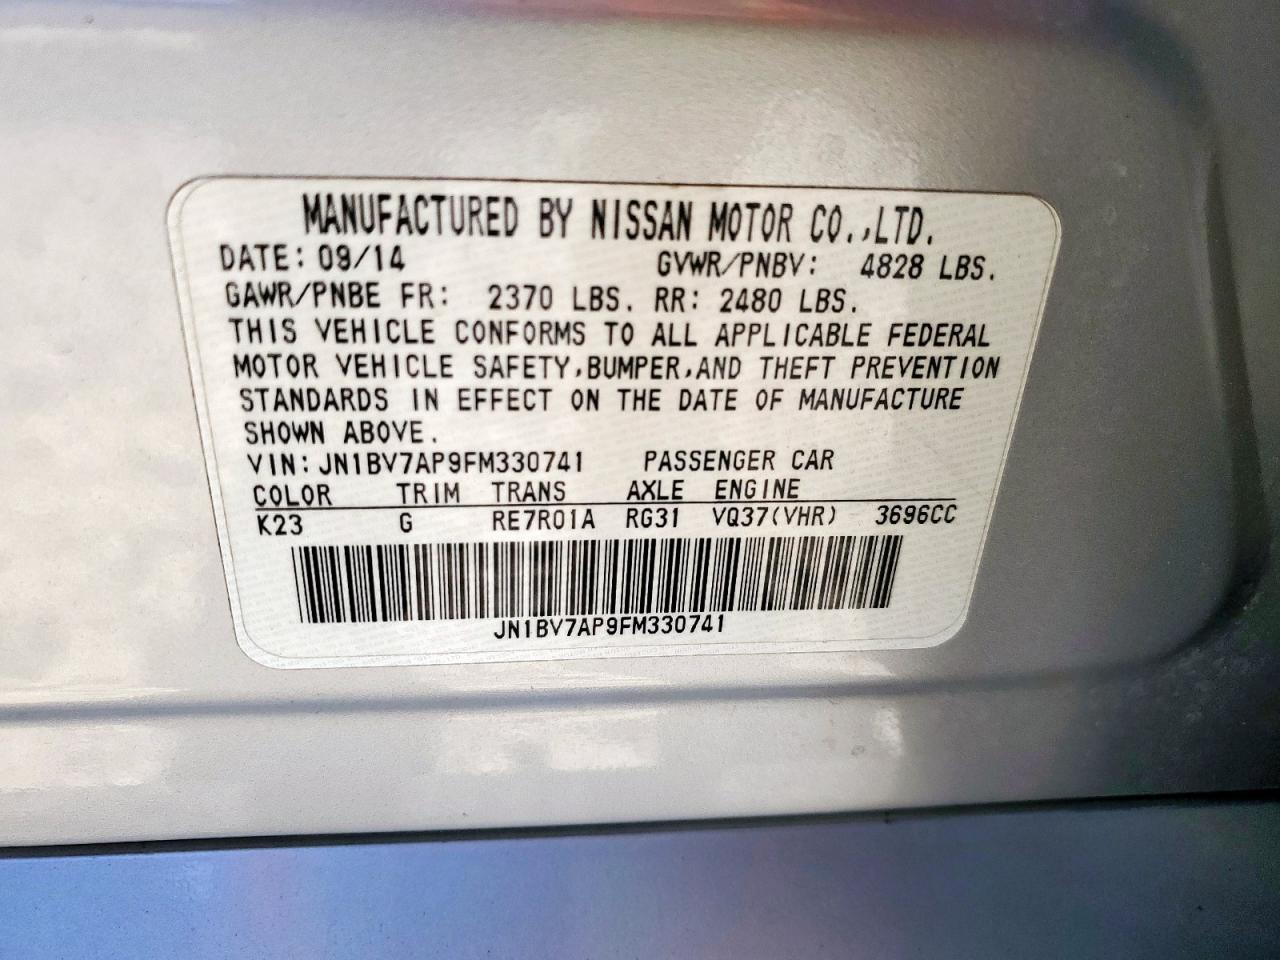 MANUFACTURED BY NISSAN MOTOR CO.,LTD.
DATE: 09/14 GVWR/PNBV: 4828 LBS.
GAWR/PNBE FR: 2370 LBS. RR: 2480 LBS.
THIS VEHICLE CONFORMS TO ALL APPLICABLE FEDERAL
MOTOR VEHICLE SAFETY,BUMPER,AND THEFT PREVENTION
STANDARDS IN EFFECT ON THE DATE OF MANUFACTURE
SHOWN ABOVE.
VIN: JN1BV7AP9FM330741 PASSENGER CAR
COLOR TRIM TRANS AXLE ENGINE
K23 G RE7R01A RG31 VQ37(VHR) 3696CC
JN1BV7AP9FM330741